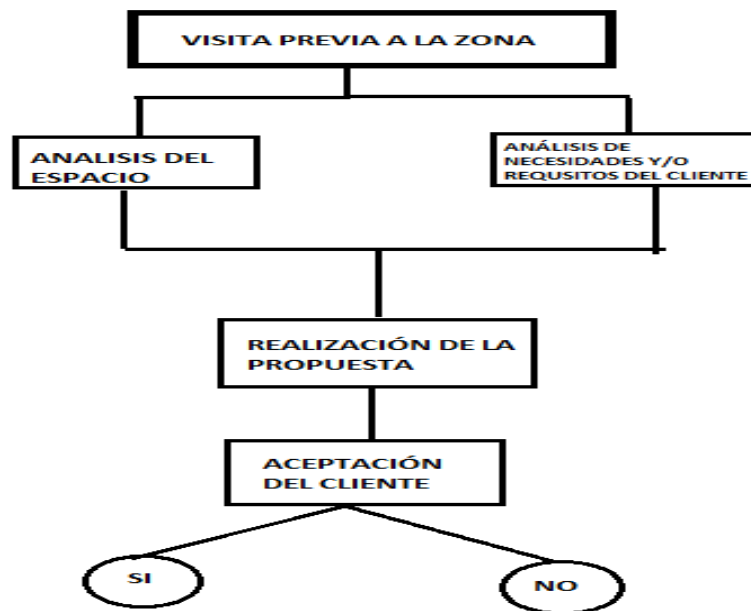 VISITA PREVIA A LA ZONA
ANALISIS DEL
ESPACIO
ANÁLISIS DE
NECESIDADES Y/O
REQUSITOS DEL CLIENTE
REALIZACIÓN DE LA
PROPUESTA
ACEPTACIÓN
DEL CLIENTE
SI
NO